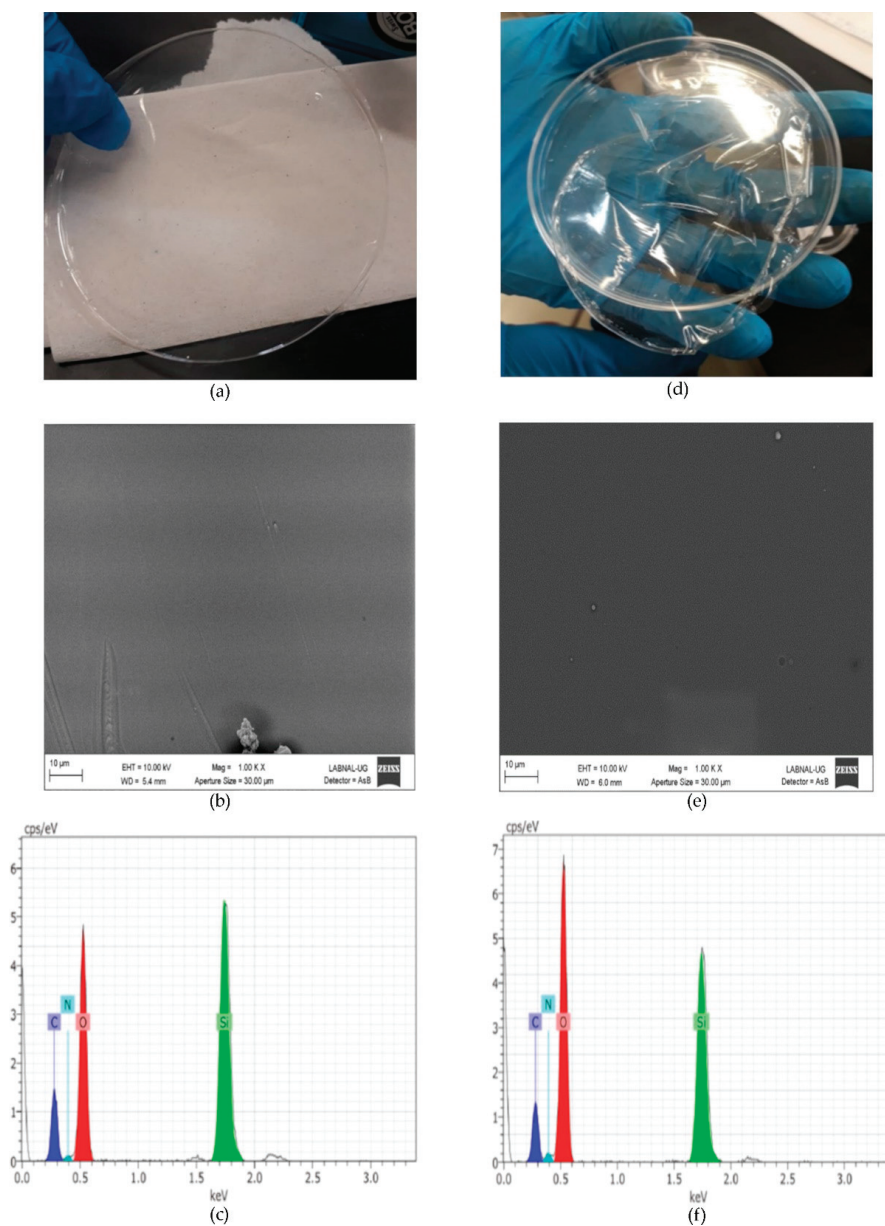 (a)
(d)
10 μm
EHT = 10.00 kV
Mag = 1.00 K X
LABNAL-UG
WD = 5.4 mm
Aperture Size = 30.00 μm
Detector = AsB
ZEISS
(b)
10 μm
EHT = 10.00 kV
Mag = 1.00 K X
LABNAL-UG
WD = 6.0 mm
Aperture Size = 30.00 μm
Detector = AsB
ZEISS
(e)
cps/eV
6
5
4
3
2
1
0
C
N
O
Si
0.0
0.5
1.0
1.5
2.0
2.5
3.0
keV
(c)
cps/eV
7
6
5
4
3
2
1
0
C
N
O
Si
0.0
0.5
1.0
1.5
2.0
2.5
3.0
keV
(f)